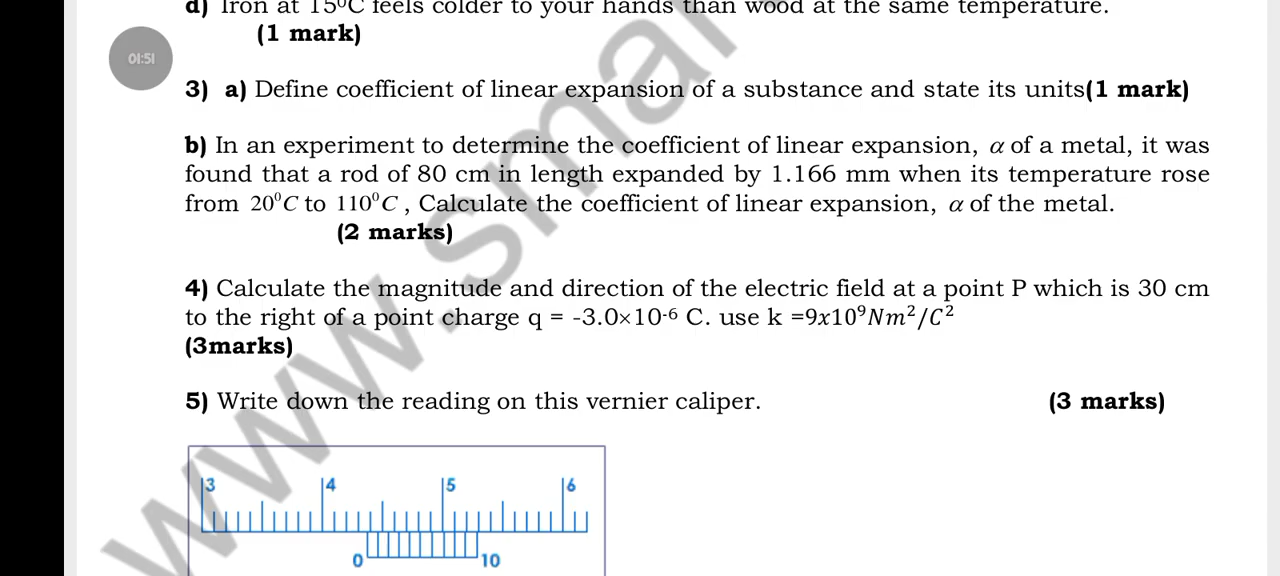 d) Iron at 15⁰C feels colder to your hands than wood at the same temperature.
(1 mark)
01:51
3) a) Define coefficient of linear expansion of a substance and state its units(1 mark)
b) In an experiment to determine the coefficient of linear expansion, α of a metal, it was
found that a rod of 80 cm in length expanded by 1.166 mm when its temperature rose
from 20⁰C to 110⁰C , Calculate the coefficient of linear expansion, α of the metal.
(2 marks)
4) Calculate the magnitude and direction of the electric field at a point P which is 30 cm
to the right of a point charge q = -3.0×10-⁶ C. use k =9x10⁹Nm²/C²
(3marks)
5) Write down the reading on this vernier caliper. (3 marks)
3 4 5 6
0 10
www.smar